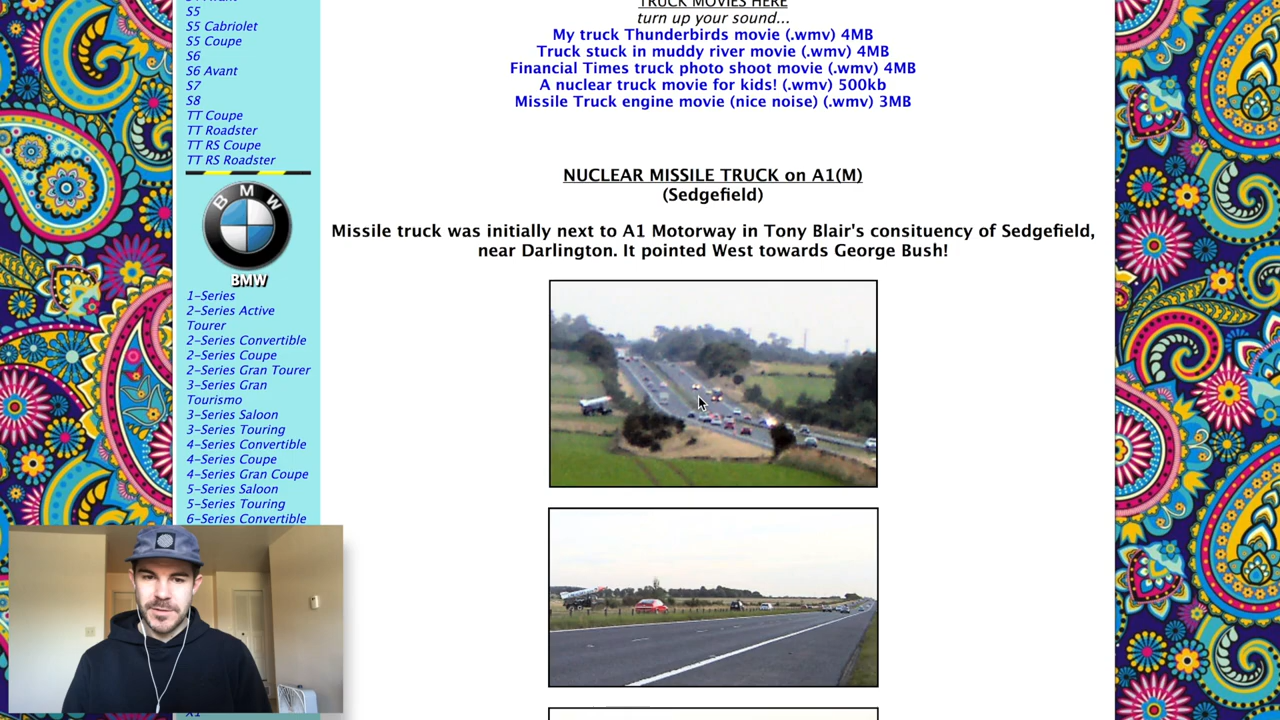 S5
S5 Cabriolet
S5 Coupe
S6
S6 Avant
S7
S8
TT Coupe
TT Roadster
TT RS Coupe
TT RS Roadster
BMW
BMW
1-Series
2-Series Active
Tourer
2-Series Convertible
2-Series Coupe
2-Series Gran Tourer
3-Series Gran
Tourismo
3-Series Saloon
3-Series Touring
4-Series Convertible
4-Series Coupe
4-Series Gran Coupe
5-Series Saloon
5-Series Touring
6-Series Convertible
X1
TRUCK MOVIES HERE
turn up your sound...
My truck Thunderbirds movie (.wmv) 4MB
Truck stuck in muddy river movie (.wmv) 4MB
Financial Times truck photo shoot movie (.wmv) 4MB
A nuclear truck movie for kids! (.wmv) 500kb
Missile Truck engine movie (nice noise) (.wmv) 3MB
NUCLEAR MISSILE TRUCK on A1(M)
(Sedgefield)
Missile truck was initially next to A1 Motorway in Tony Blair's consituency of Sedgefield,
near Darlington. It pointed West towards George Bush!